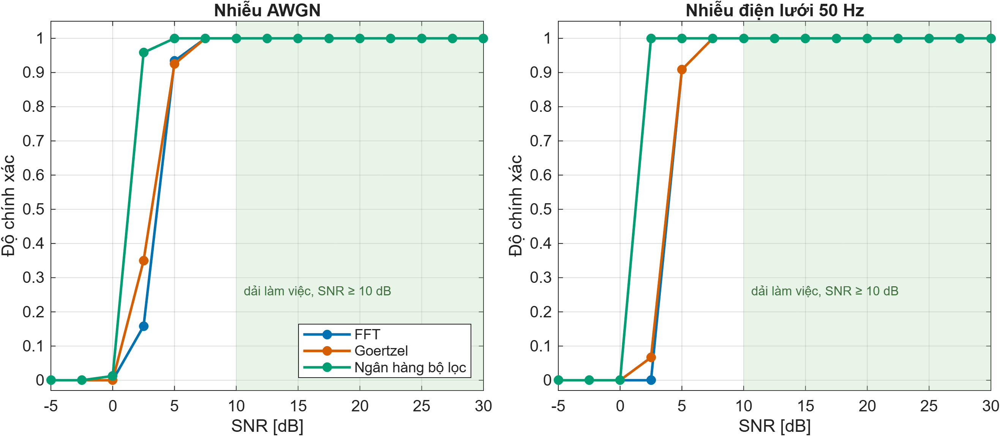 Nhiễu AWGN
1
0.9
0.8
0.7
0.6
0.5
0.4
0.3
0.2
0.1
0
Độ chính xác
dải làm việc, SNR ≥ 10 dB
FFT
Goertzel
Ngân hàng bộ lọc
-5 0 5 10 15 20 25 30
SNR [dB]
Nhiễu điện lưới 50 Hz
1
0.9
0.8
0.7
0.6
0.5
0.4
0.3
0.2
0.1
0
Độ chính xác
dải làm việc, SNR ≥ 10 dB
-5 0 5 10 15 20 25 30
SNR [dB]